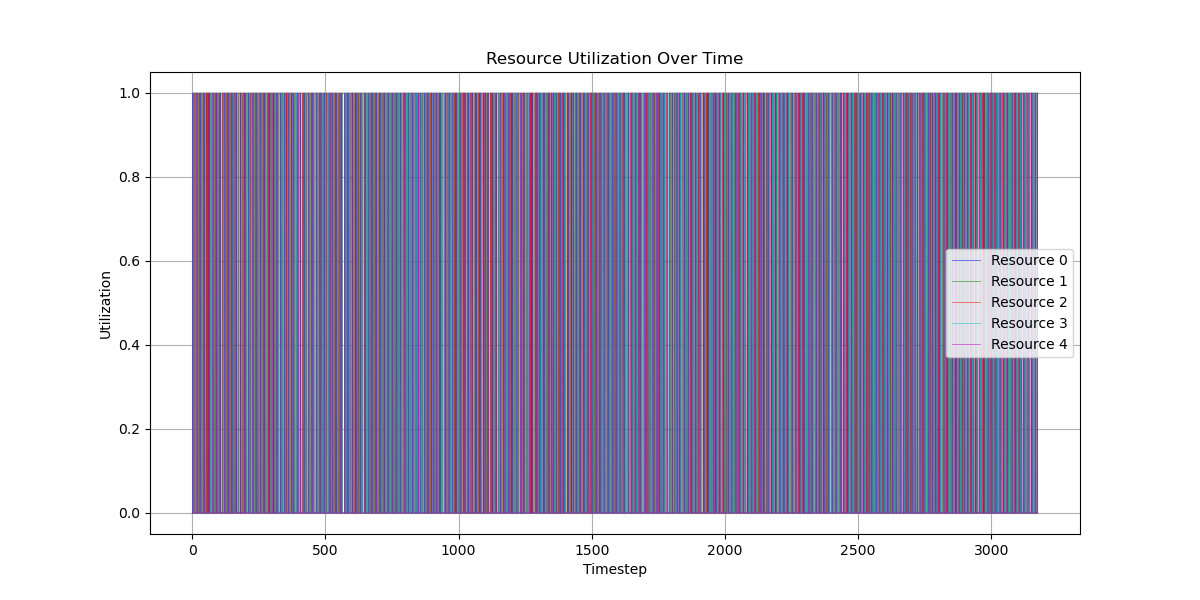 Resource Utilization Over Time
1.0
0.8
0.6
0.4
0.2
0.0
Utilization
Resource 0
Resource 1
Resource 2
Resource 3
Resource 4
0 500 1000 1500 2000 2500 3000
Timestep